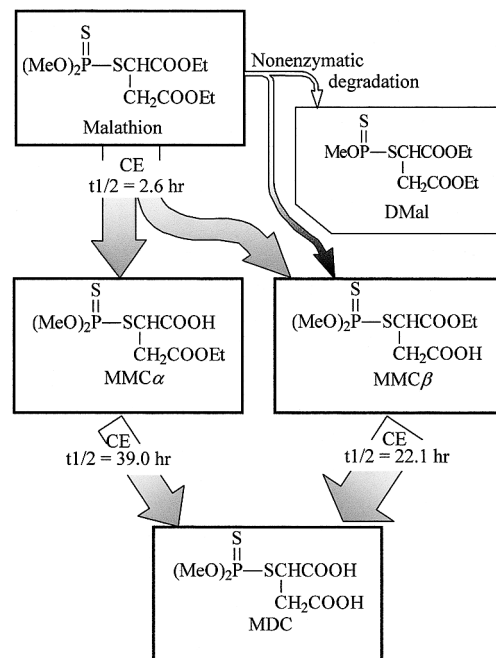 S
(MeO)₂P—SCHCOOEt
CH₂COOEt
Malathion
Nonenzymatic
degradation
S
MeOP—SCHCOOEt
CH₂COOEt
DMal
CE
t1/2 = 2.6 hr
S
(MeO)₂P—SCHCOOH
CH₂COOEt
MMCα
S
(MeO)₂P—SCHCOOEt
CH₂COOH
MMCβ
CE
t1/2 = 39.0 hr
CE
t1/2 = 22.1 hr
S
(MeO)₂P—SCHCOOH
CH₂COOH
MDC